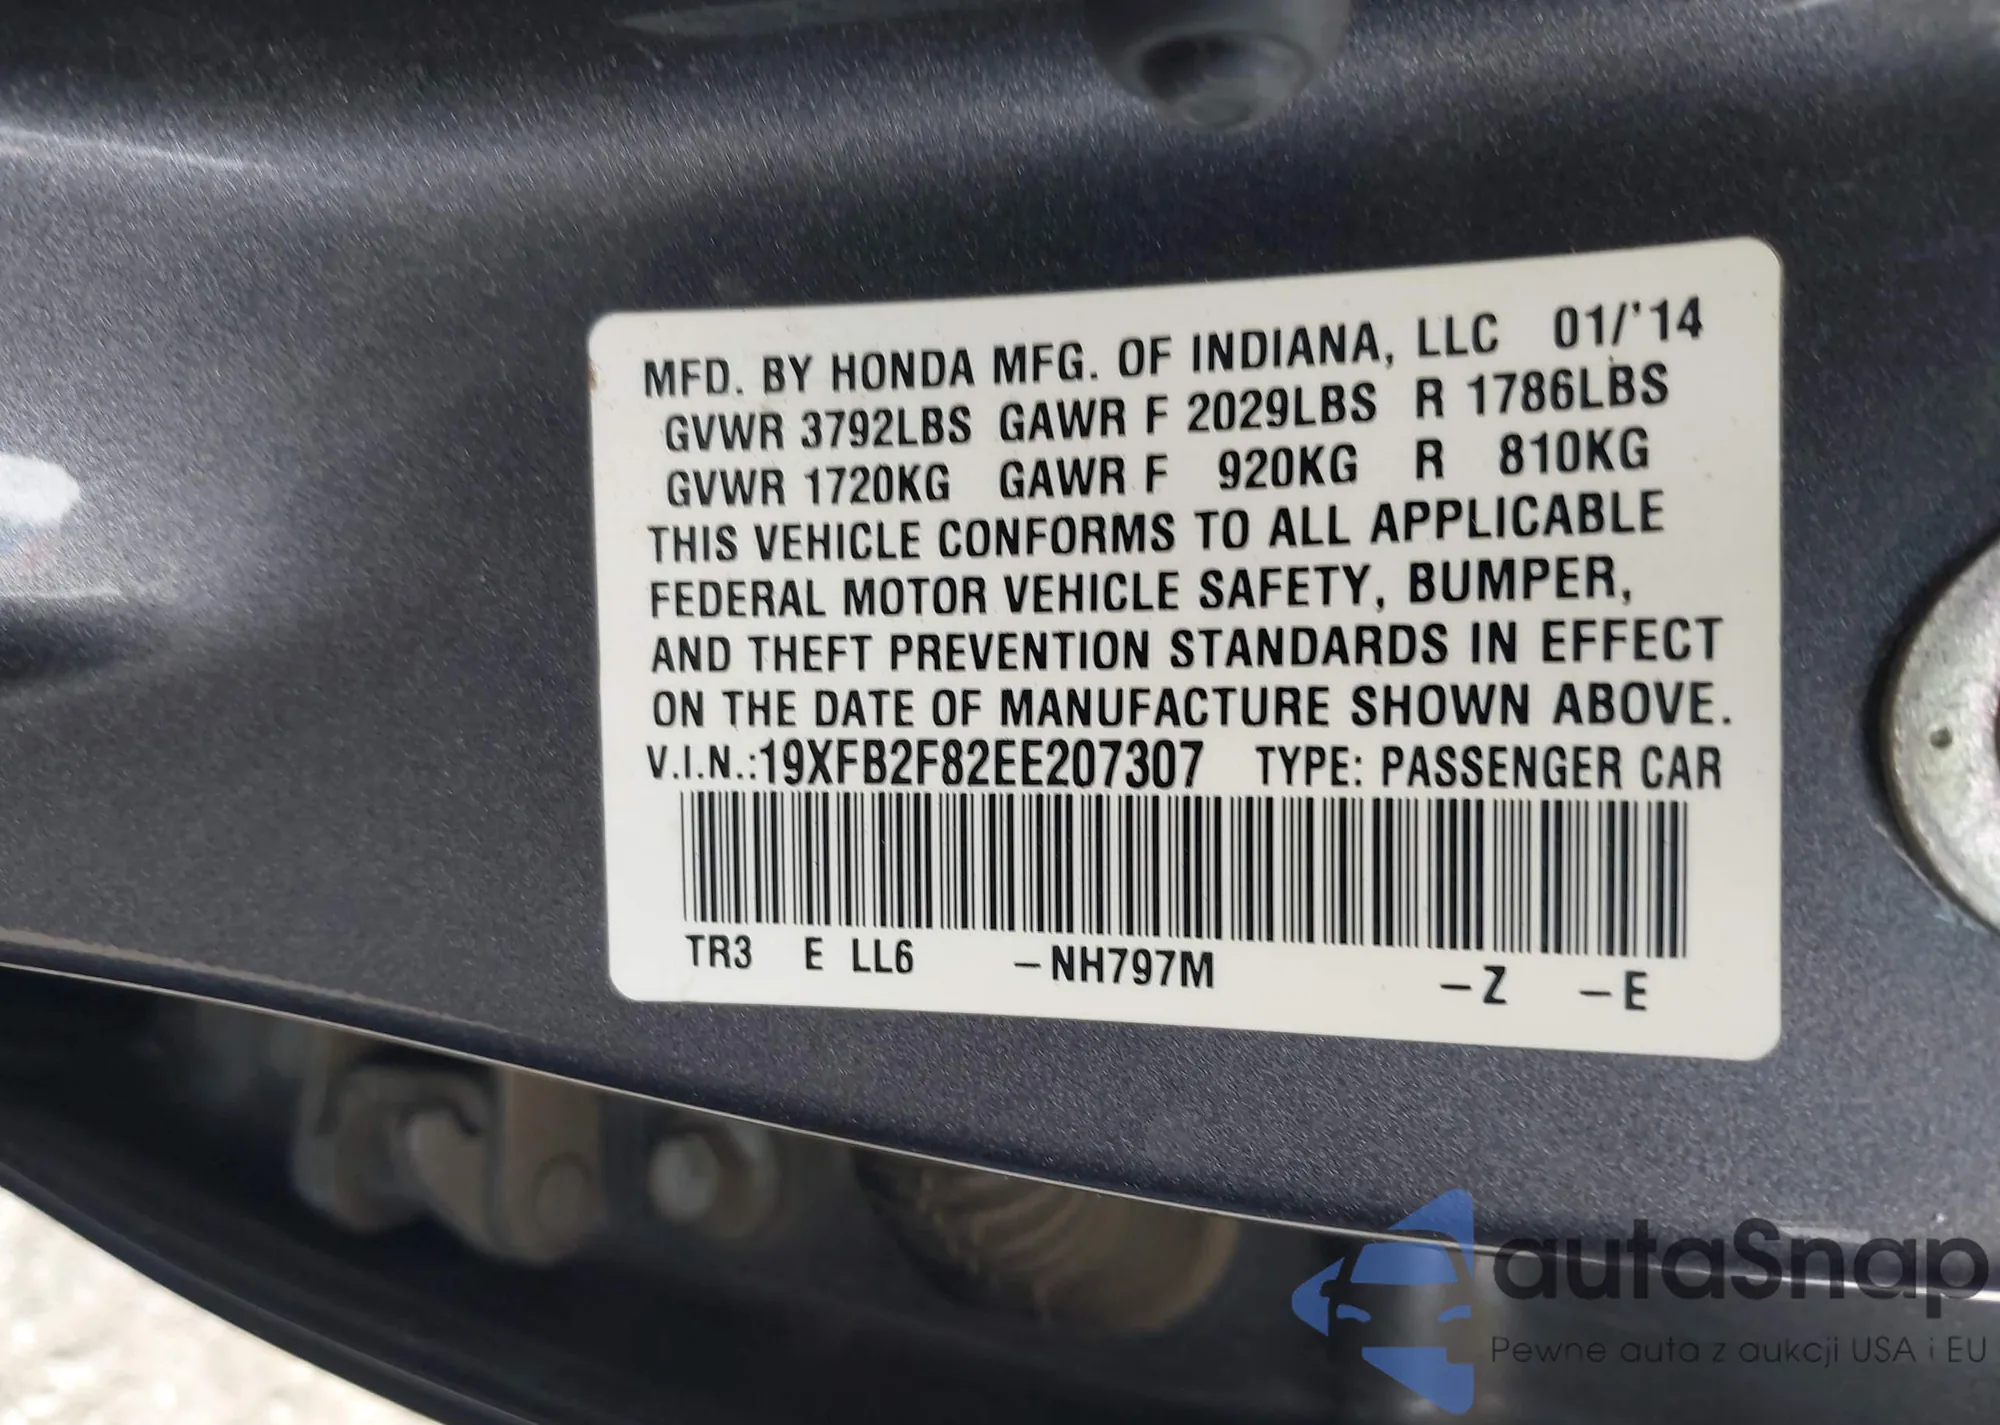 MFD. BY HONDA MFG. OF INDIANA, LLC 01/'14
GVWR 3792LBS GAWR F 2029LBS R 1786LBS
GVWR 1720KG GAWR F 920KG R 810KG
THIS VEHICLE CONFORMS TO ALL APPLICABLE
FEDERAL MOTOR VEHICLE SAFETY, BUMPER,
AND THEFT PREVENTION STANDARDS IN EFFECT
ON THE DATE OF MANUFACTURE SHOWN ABOVE.
V.I.N.:19XFB2F82EE207307 TYPE: PASSENGER CAR
TR3 E LL6 -NH797M -Z -E
autaSnap
Pewne auta z aukcji USA i EU